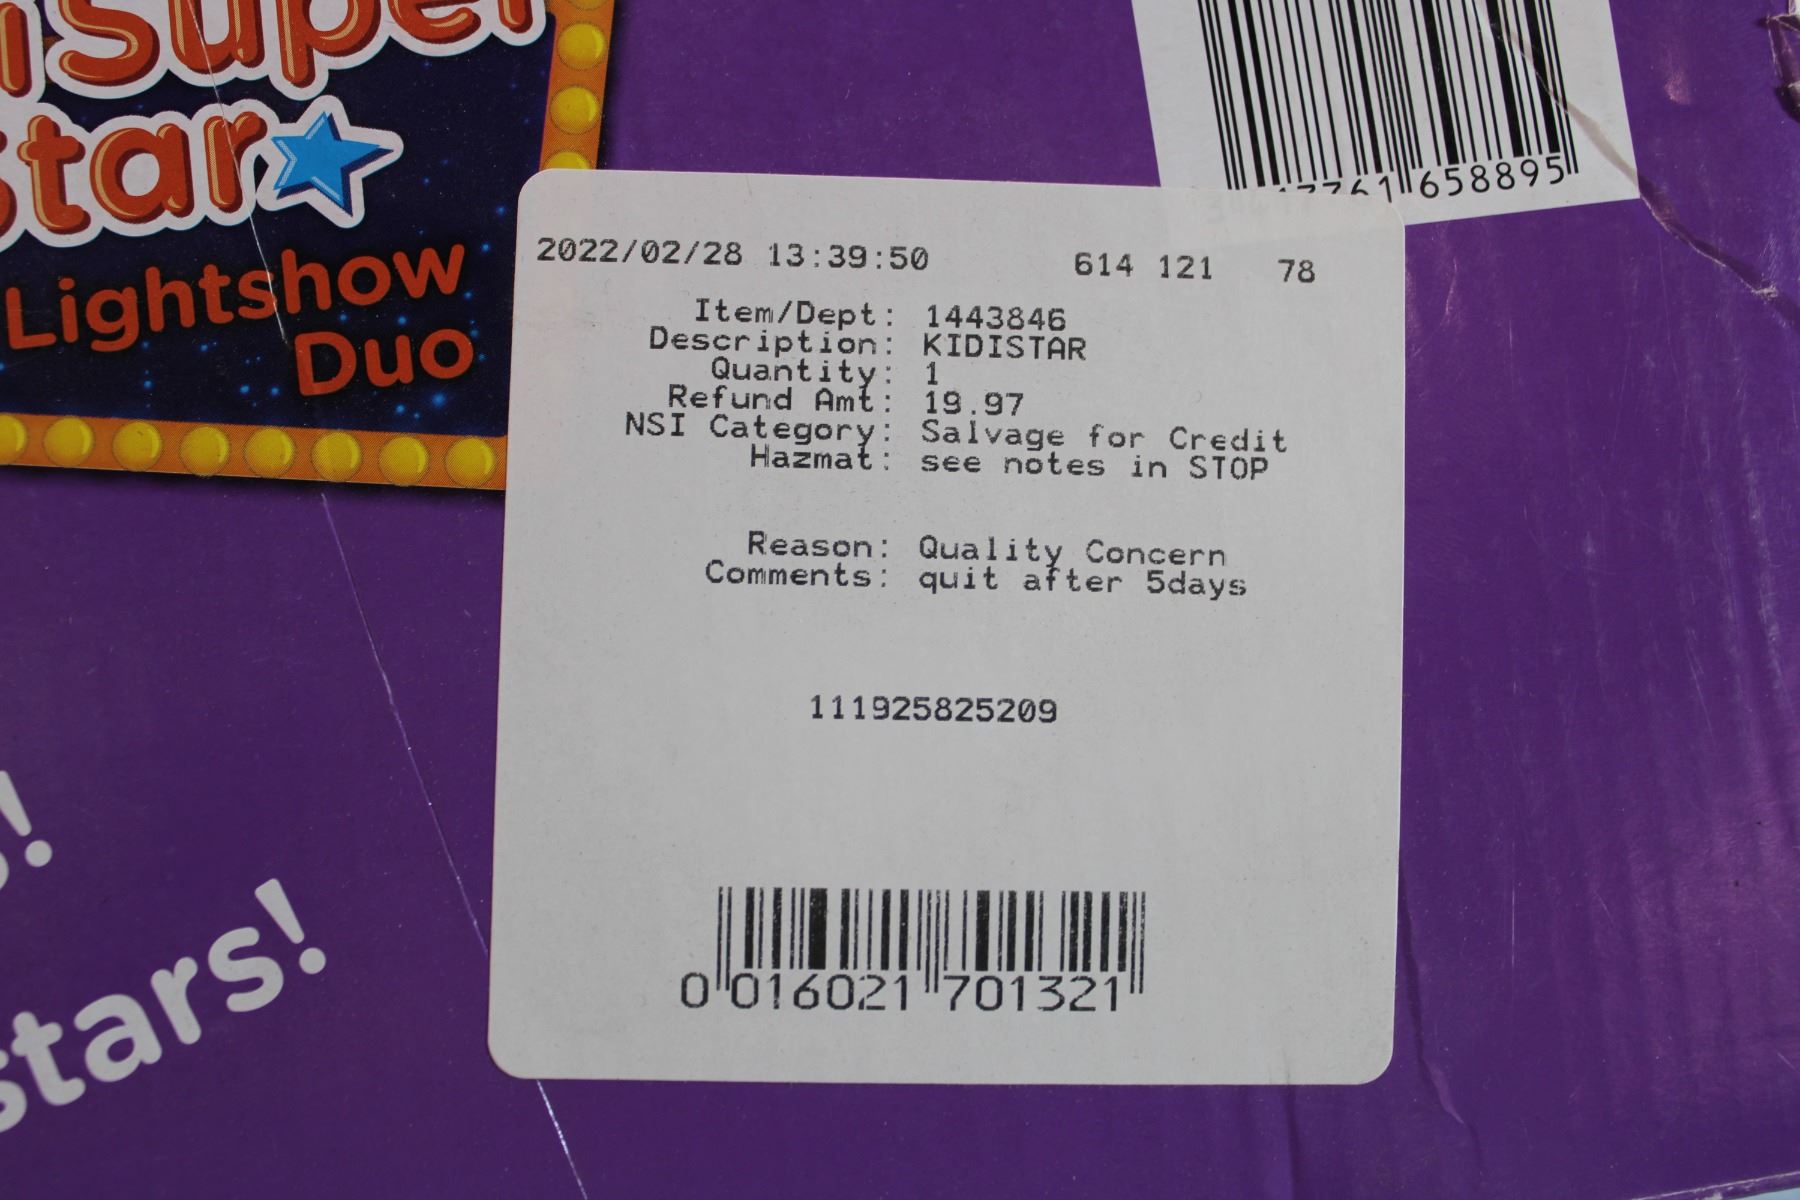 Super
Star
Lightshow
Duo
658895
2022/02/28 13:39:50 614 121 78
Item/Dept: 1443846
Description: KIDISTAR
Quantity: 1
Refund Amt: 19.97
NSI Category: Salvage for Credit
Hazmat: see notes in STOP
Reason: Quality Concern
Comments: quit after 5days
111925825209
0 016021 701321
stars!